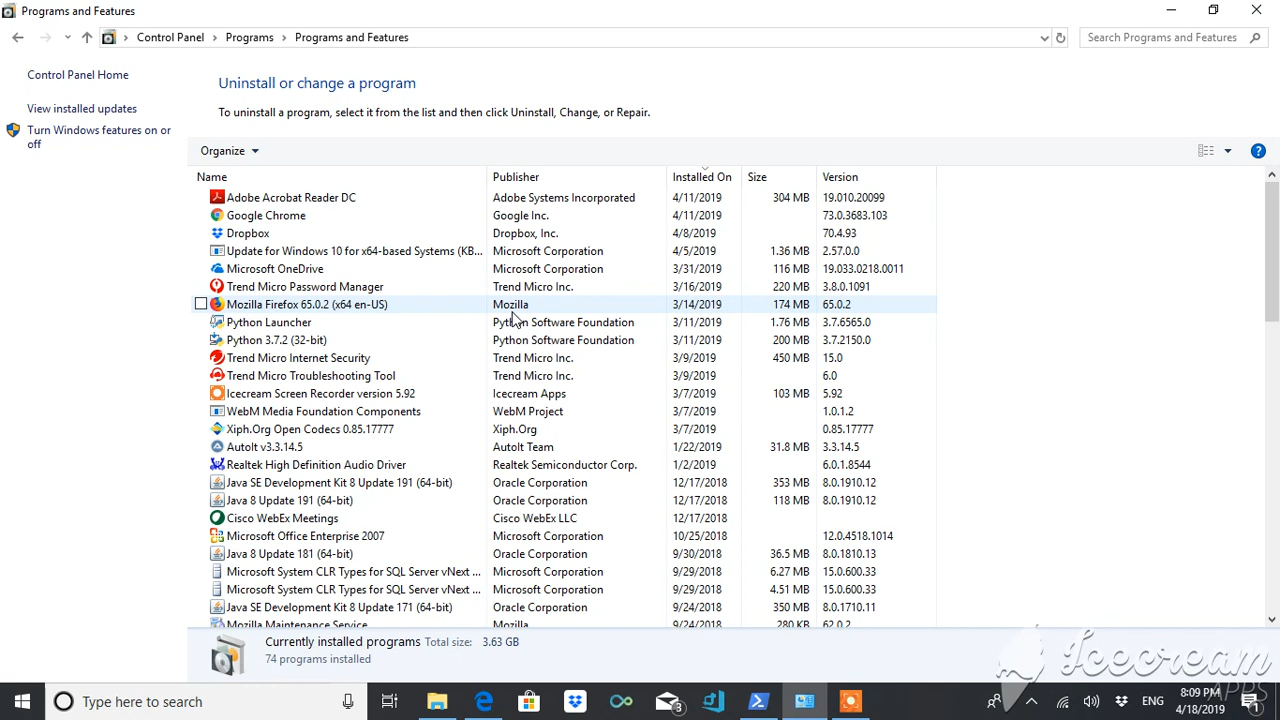 Programs and Features
Control Panel > Programs > Programs and Features
Search Programs and Features
Control Panel Home
View installed updates
Turn Windows features on or
off
Uninstall or change a program
To uninstall a program, select it from the list and then click Uninstall, Change, or Repair.
Organize
Name Publisher Installed On Size Version
Adobe Acrobat Reader DC Adobe Systems Incorporated 4/11/2019 304 MB 19.010.20099
Google Chrome Google Inc. 4/11/2019 73.0.3683.103
Dropbox Dropbox, Inc. 4/8/2019 70.4.93
Update for Windows 10 for x64-based Systems (KB... Microsoft Corporation 4/5/2019 1.36 MB 2.57.0.0
Microsoft OneDrive Microsoft Corporation 3/31/2019 116 MB 19.033.0218.0011
Trend Micro Password Manager Trend Micro Inc. 3/16/2019 220 MB 3.8.0.1091
Mozilla Firefox 65.0.2 (x64 en-US) Mozilla 3/14/2019 174 MB 65.0.2
Python Launcher Python Software Foundation 3/11/2019 1.76 MB 3.7.6565.0
Python 3.7.2 (32-bit) Python Software Foundation 3/11/2019 200 MB 3.7.2150.0
Trend Micro Internet Security Trend Micro Inc. 3/9/2019 450 MB 15.0
Trend Micro Troubleshooting Tool Trend Micro Inc. 3/9/2019 6.0
Icecream Screen Recorder version 5.92 Icecream Apps 3/7/2019 103 MB 5.92
WebM Media Foundation Components WebM Project 3/7/2019 1.0.1.2
Xiph.Org Open Codecs 0.85.17777 Xiph.Org 3/7/2019 0.85.17777
AutoIt v3.3.14.5 AutoIt Team 1/22/2019 31.8 MB 3.3.14.5
Realtek High Definition Audio Driver Realtek Semiconductor Corp. 1/2/2019 6.0.1.8544
Java SE Development Kit 8 Update 191 (64-bit) Oracle Corporation 12/17/2018 353 MB 8.0.1910.12
Java 8 Update 191 (64-bit) Oracle Corporation 12/17/2018 118 MB 8.0.1910.12
Cisco WebEx Meetings Cisco WebEx LLC 12/17/2018
Microsoft Office Enterprise 2007 Microsoft Corporation 10/25/2018 12.0.4518.1014
Java 8 Update 181 (64-bit) Oracle Corporation 9/30/2018 36.5 MB 8.0.1810.13
Microsoft System CLR Types for SQL Server vNext ... Microsoft Corporation 9/29/2018 6.27 MB 15.0.600.33
Microsoft System CLR Types for SQL Server vNext ... Microsoft Corporation 9/29/2018 4.51 MB 15.0.600.33
Java SE Development Kit 8 Update 171 (64-bit) Oracle Corporation 9/24/2018 350 MB 8.0.1710.11
Mozilla Maintenance Service Mozilla 9/24/2018 280 KB 62.0.2
Currently installed programs Total size: 3.63 GB
74 programs installed
Icecream
APPS
Type here to search
3
ENG
8:09 PM
4/18/2019
1